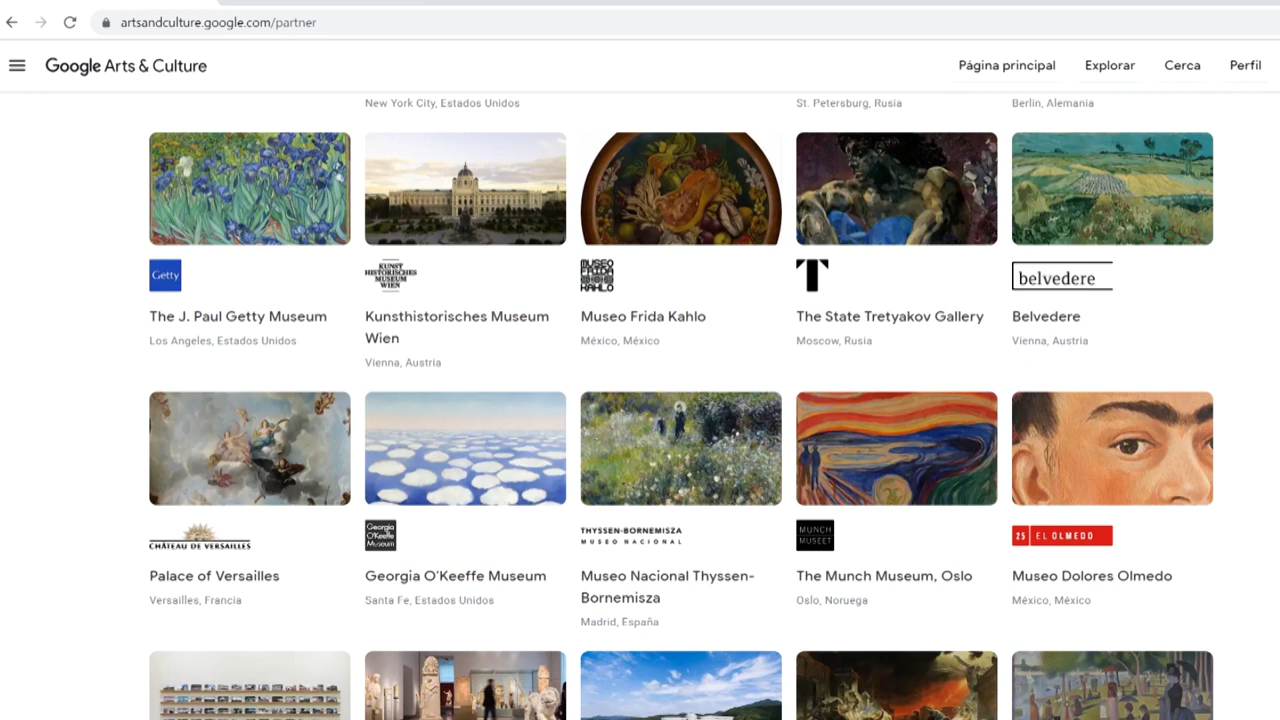 artsandculture.google.com/partner
Google Arts & Culture
Página principal
Explorar
Cerca
Perfil
New York City, Estados Unidos
St. Petersburg, Rusia
Berlin, Alemania
Getty
KUNST
HISTORISCHES
MUSEUM
WIEN
MUSEO
FRIDA
KAHLO
T
belvedere
The J. Paul Getty Museum
Los Angeles, Estados Unidos
Kunsthistorisches Museum
Wien
Vienna, Austria
Museo Frida Kahlo
México, México
The State Tretyakov Gallery
Moscow, Rusia
Belvedere
Vienna, Austria
CHÂTEAU DE VERSAILLES
Georgia
O'Keeffe
Museum
THYSSEN-BORNEMISZA
MUSEO NACIONAL
MUNCH
MUSEET
25 EL OLMEDO
Palace of Versailles
Versailles, Francia
Georgia O'Keeffe Museum
Santa Fe, Estados Unidos
Museo Nacional Thyssen-
Bornemisza
Madrid, España
The Munch Museum, Oslo
Oslo, Noruega
Museo Dolores Olmedo
México, México